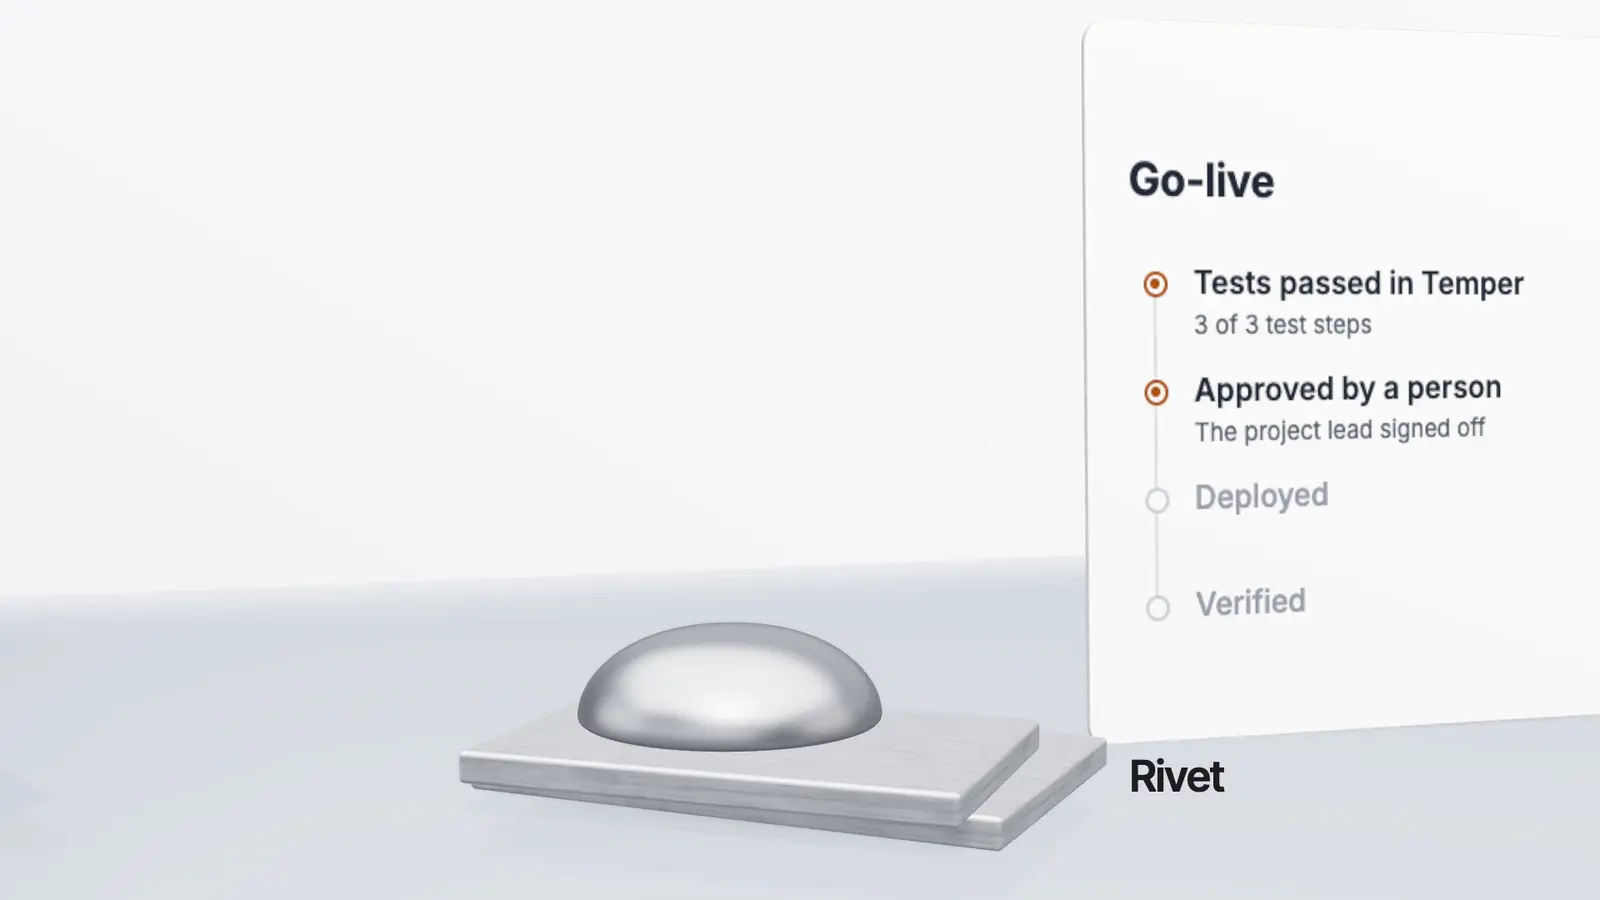 Go-live
Tests passed in Temper
3 of 3 test steps
Approved by a person
The project lead signed off
Deployed
Verified
Rivet